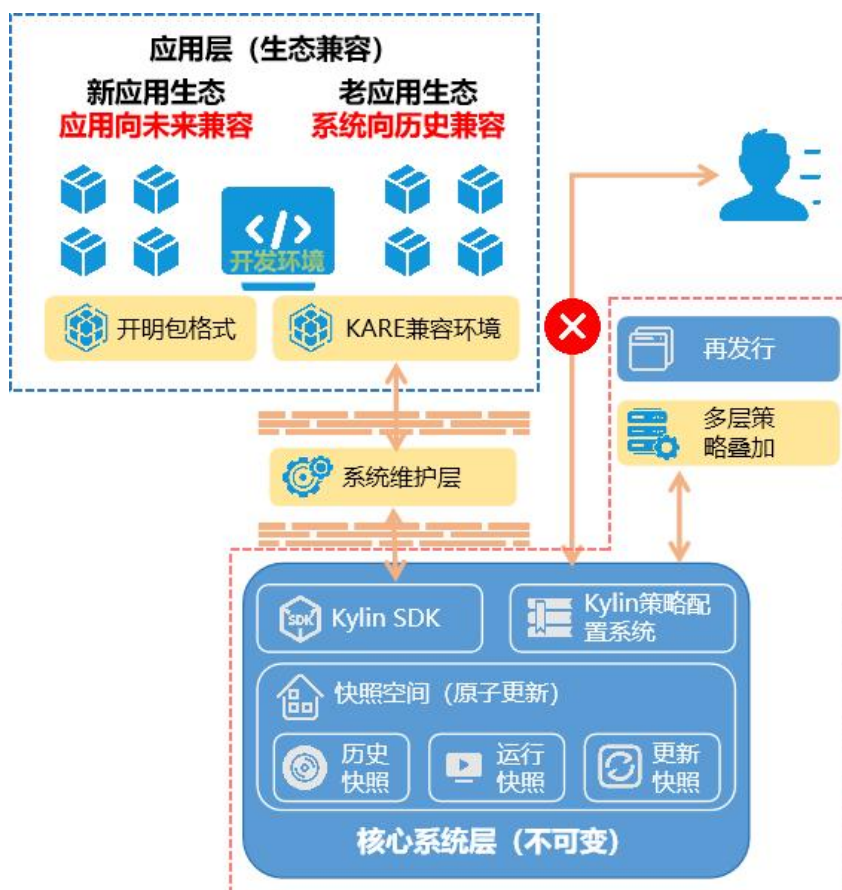 应用层（生态兼容）
新应用生态
应用向未来兼容
老应用生态
系统向历史兼容
</>
开发环境
开明包格式
KARE兼容环境
再发行
多层策
略叠加
系统维护层
SDK
Kylin SDK
Kylin策略配
置系统
快照空间（原子更新）
历史
快照
运行
快照
更新
快照
核心系统层（不可变）